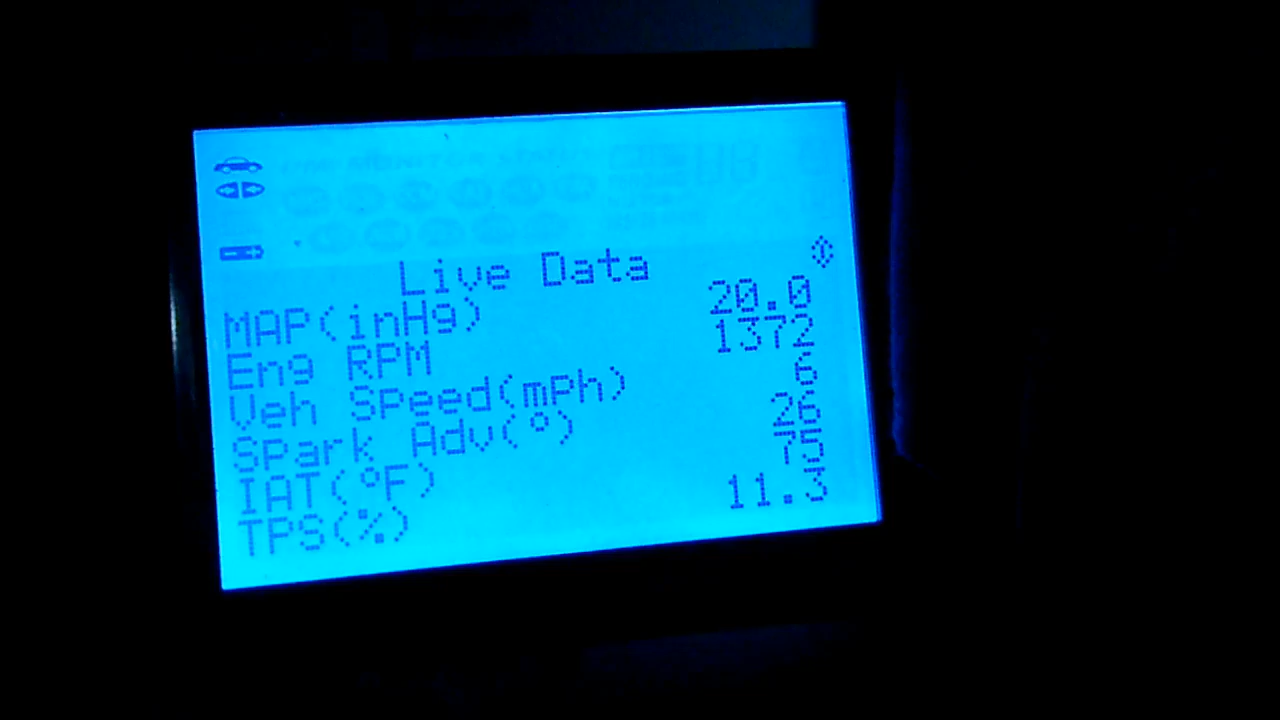 Live Data
MAP(inHg) 20.0
Eng RPM 1372
Veh Speed(mph) 6
Spark Adv(°) 26
IAT(°F) 75
TPS(%) 11.3